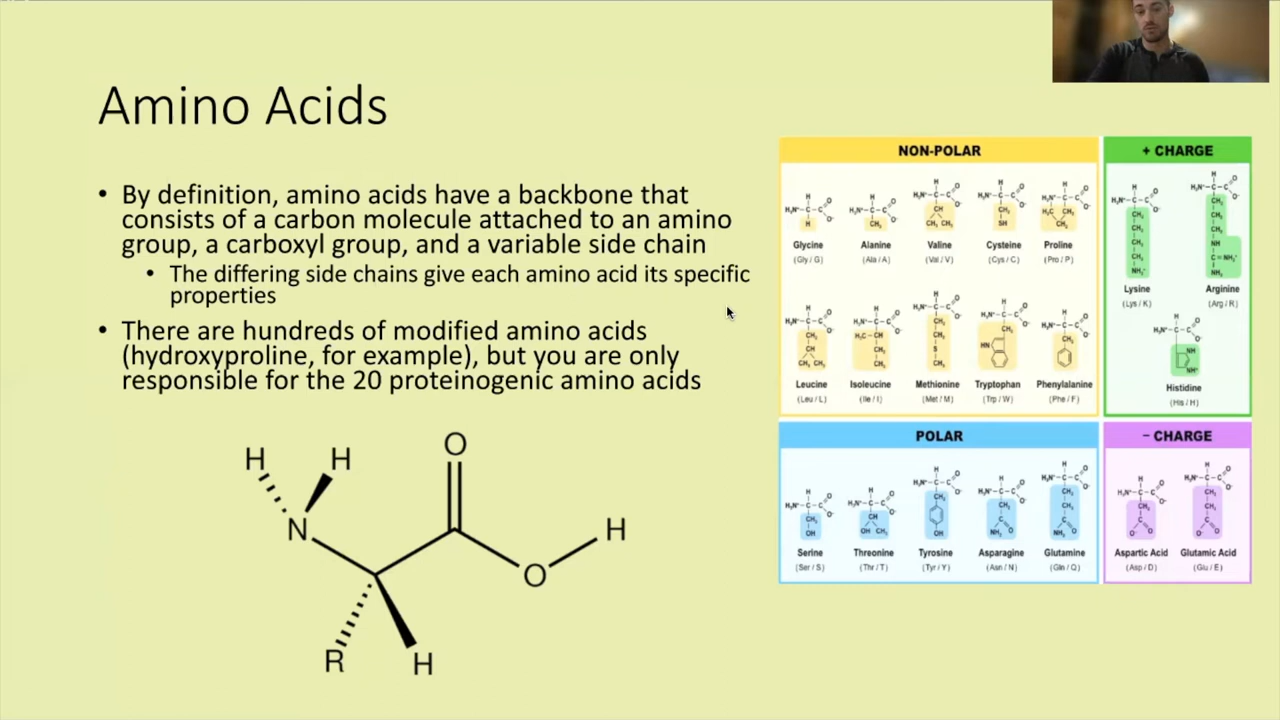 Amino Acids
• By definition, amino acids have a backbone that
consists of a carbon molecule attached to an amino
group, a carboxyl group, and a variable side chain
• The differing side chains give each amino acid its specific
properties
• There are hundreds of modified amino acids
(hydroxyproline, for example), but you are only
responsible for the 20 proteinogenic amino acids
H H O
N H
O
R H
NON-POLAR
Glycine Alanine Valine Cysteine Proline
(Gly / G) (Ala / A) (Val / V) (Cys / C) (Pro / P)
Leucine Isoleucine Methionine Tryptophan Phenylalanine
(Leu / L) (Ile / I) (Met / M) (Trp / W) (Phe / F)
+ CHARGE
Lysine Arginine
(Lys / K) (Arg / R)
Histidine
(His / H)
POLAR
Serine Threonine Tyrosine Asparagine Glutamine
(Ser / S) (Thr / T) (Tyr / Y) (Asn / N) (Gln / Q)
− CHARGE
Aspartic Acid Glutamic Acid
(Asp / D) (Glu / E)